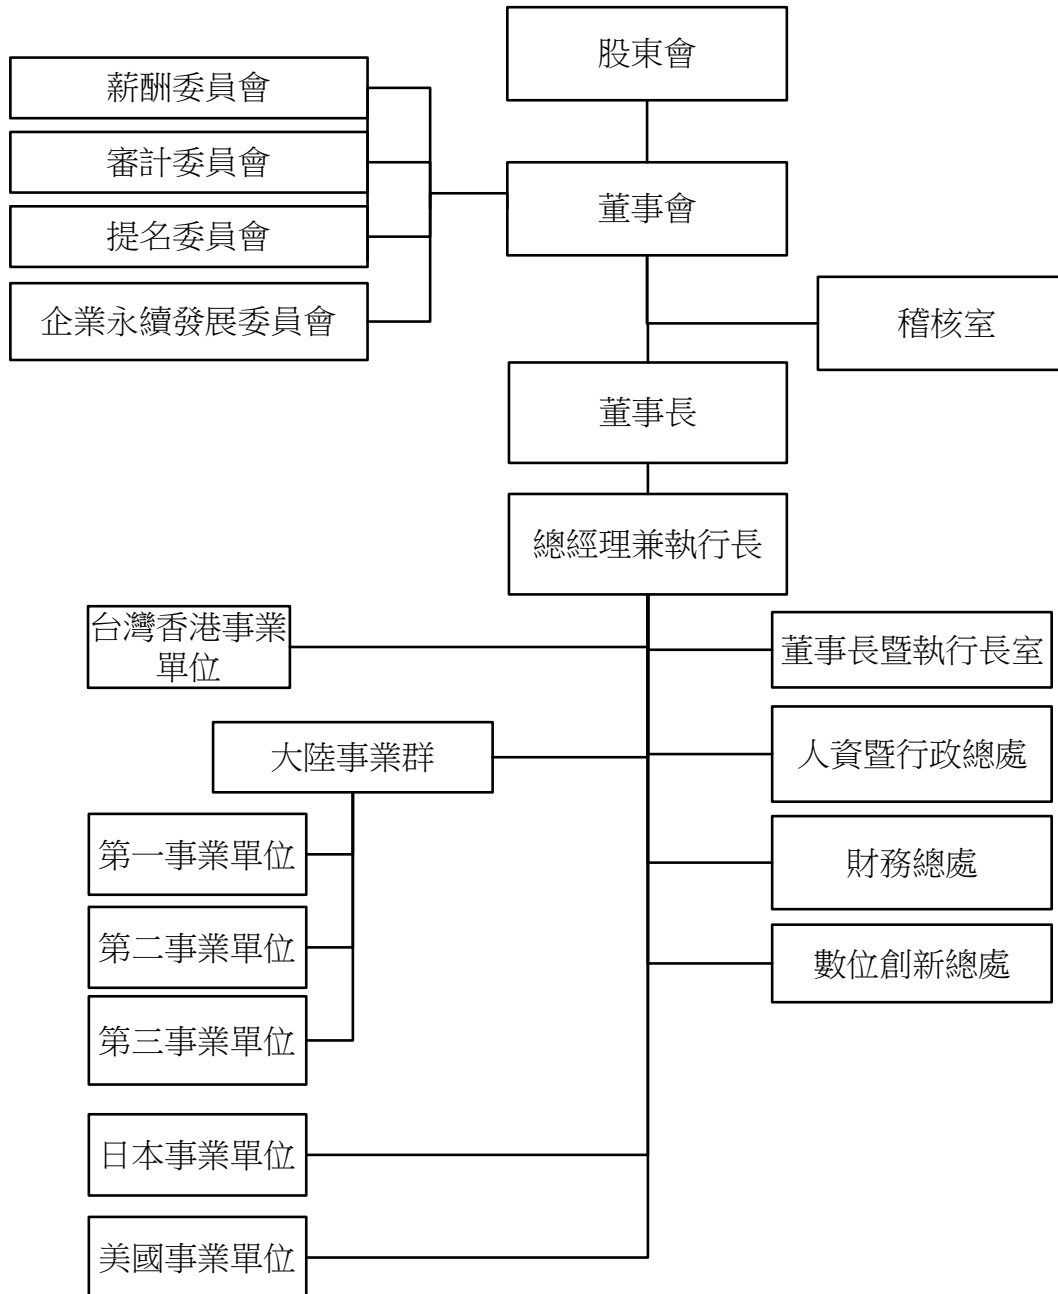 股東會
薪酬委員會
審計委員會
提名委員會
企業永續發展委員會
董事會
稽核室
董事長
總經理兼執行長
台灣香港事業
單位
董事長暨執行長室
大陸事業群
人資暨行政總處
第一事業單位
財務總處
第二事業單位
數位創新總處
第三事業單位
日本事業單位
美國事業單位